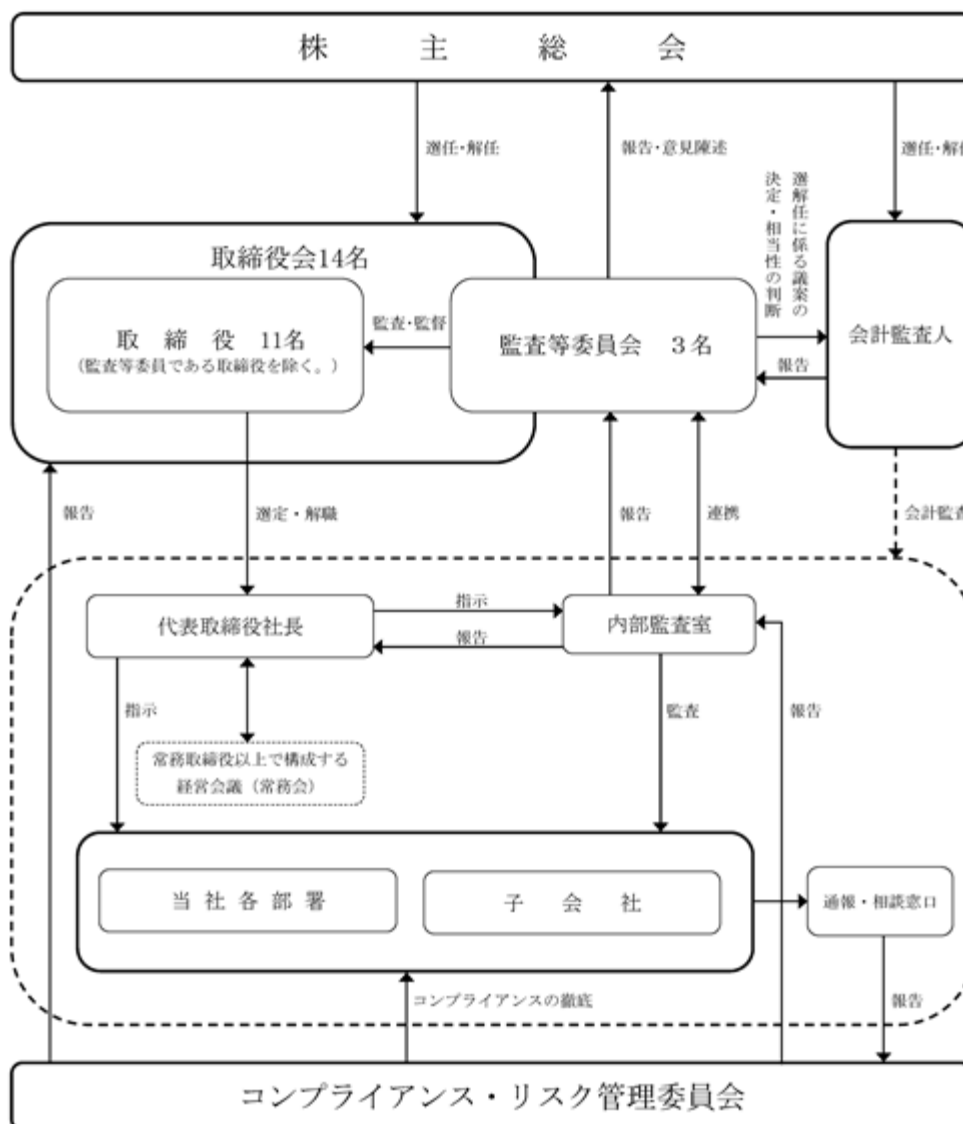 株主総会
選任・解任
報告・意見陳述
選任・解
選解任に係る議案の
決定・相当性の判断
取締役会14名
取締役 11名
(監査等委員である取締役を除く。)
監査・監督
監査等委員会 3名
会計監査人
報告
報告
選定・解職
報告
連携
会計監査
代表取締役社長
指示
報告
内部監査室
指示
監査
報告
常務取締役以上で構成する
経営会議(常務会)
当社各部署
子会社
通報・相談窓口
コンプライアンスの徹底
報告
コンプライアンス・リスク管理委員会